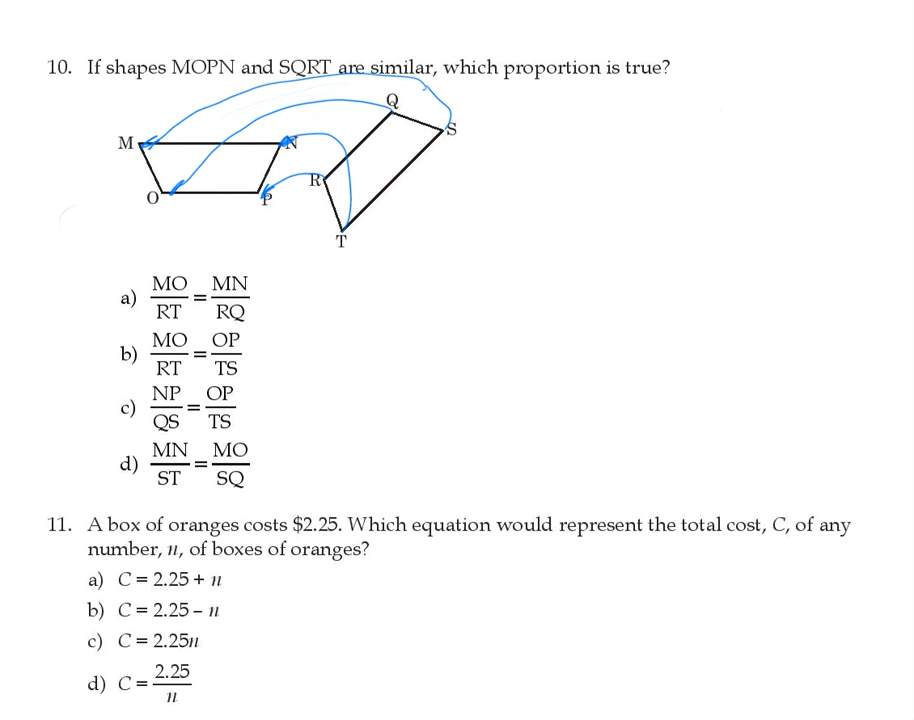 10. If shapes MOPN and SQRT are similar, which proportion is true?
Q
S
M
N
R
O
P
T
a) MO/RT = MN/RQ
b) MO/RT = OP/TS
c) NP/QS = OP/TS
d) MN/ST = MO/SQ
11. A box of oranges costs $2.25. Which equation would represent the total cost, C, of any
number, n, of boxes of oranges?
a) C = 2.25 + n
b) C = 2.25 – n
c) C = 2.25n
d) C = 2.25/n